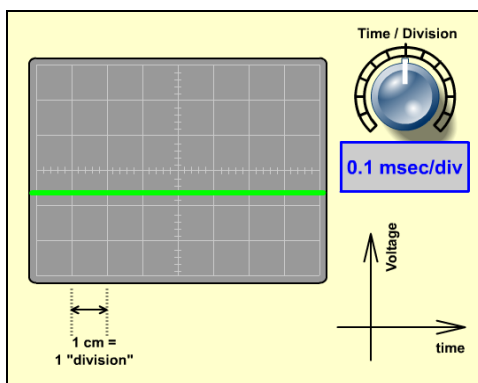 Time / Division
0.1 msec/div
Voltage
time
1 cm =
1 "division"